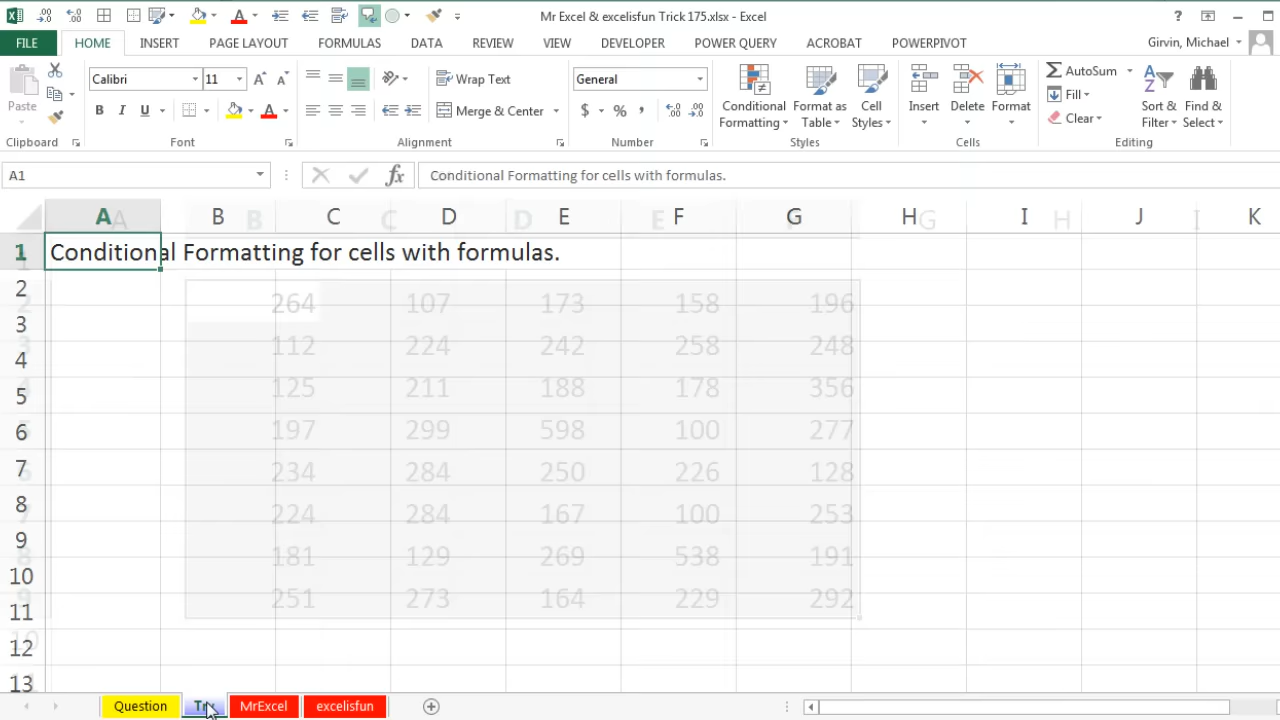 Mr Excel & excelisfun Trick 175.xlsx - Excel
FILE HOME INSERT PAGE LAYOUT FORMULAS DATA REVIEW VIEW DEVELOPER POWER QUERY ACROBAT POWERPIVOT Girvin, Michael
Paste
Calibri 11
B I U
Wrap Text
Merge & Center
General
$ % ,
Conditional Formatting
Format as Table
Cell Styles
Insert Delete Format
AutoSum
Fill
Clear
Sort & Filter
Find & Select
Clipboard Font Alignment Number Styles Cells Editing
A1 fx Conditional Formatting for cells with formulas.
A B C D E F G H I J K
A B C D E G H I
1 Conditional Formatting for cells with formulas.
2 264 107 173 158 196
3 112 224 242 258 248
4 125 211 188 178 356
5
6 197 299 598 100 277
7 234 284 250 226 128
8 224 284 167 100 253
9
10 181 129 269 538 191
11 251 273 164 229 292
12
13
Question MrExcel excelisfun